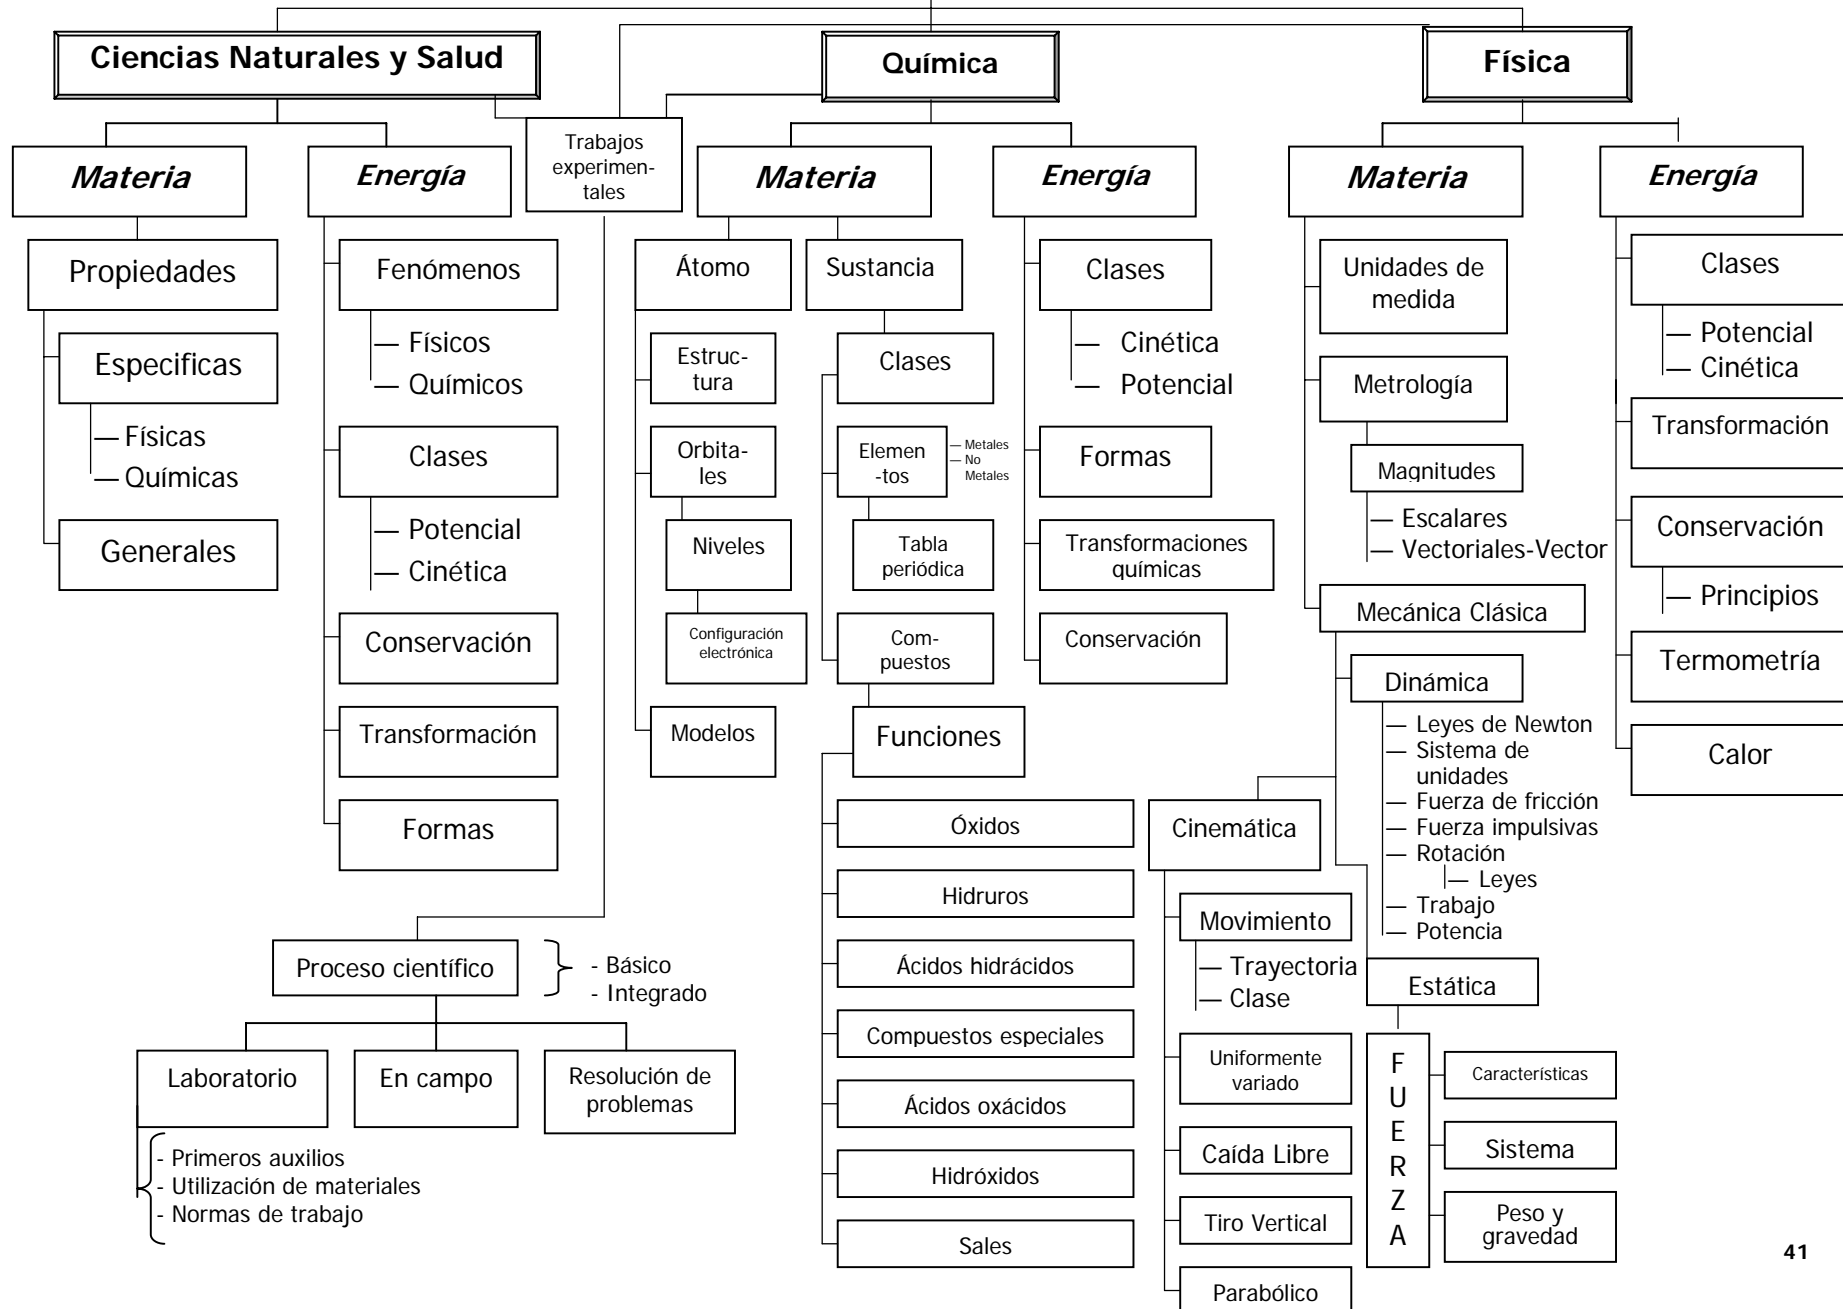 Ciencias Naturales y Salud
Química
Física
Trabajos
experimen-
tales
Materia
Energía
Materia
Energía
Materia
Energía
Propiedades
Especificas
— Físicas
— Químicas
Generales
Fenómenos
— Físicos
— Químicos
Clases
— Potencial
— Cinética
Conservación
Transformación
Formas
Proceso científico
- Básico
- Integrado
Laboratorio
En campo
Resolución de
problemas
- Primeros auxilios
- Utilización de materiales
- Normas de trabajo
Átomo
Estruc-
tura
Orbita-
les
Niveles
Configuración
electrónica
Modelos
Sustancia
Clases
Elemen
-tos
— Metales
— No
Metales
Tabla
periódica
Com-
puestos
Funciones
Óxidos
Hidruros
Ácidos hidrácidos
Compuestos especiales
Ácidos oxácidos
Hidróxidos
Sales
Clases
— Cinética
— Potencial
Formas
Transformaciones
químicas
Conservación
Unidades de
medida
Metrología
Magnitudes
— Escalares
— Vectoriales-Vector
Mecánica Clásica
Dinámica
— Leyes de Newton
— Sistema de
unidades
— Fuerza de fricción
— Fuerza impulsivas
— Rotación
— Leyes
— Trabajo
— Potencia
Cinemática
Movimiento
— Trayectoria
— Clase
Uniformente
variado
Caída Libre
Tiro Vertical
Parabólico
Estática
F
U
E
R
Z
A
Características
Sistema
Peso y
gravedad
Clases
— Potencial
— Cinética
Transformación
Conservación
— Principios
Termometría
Calor
41